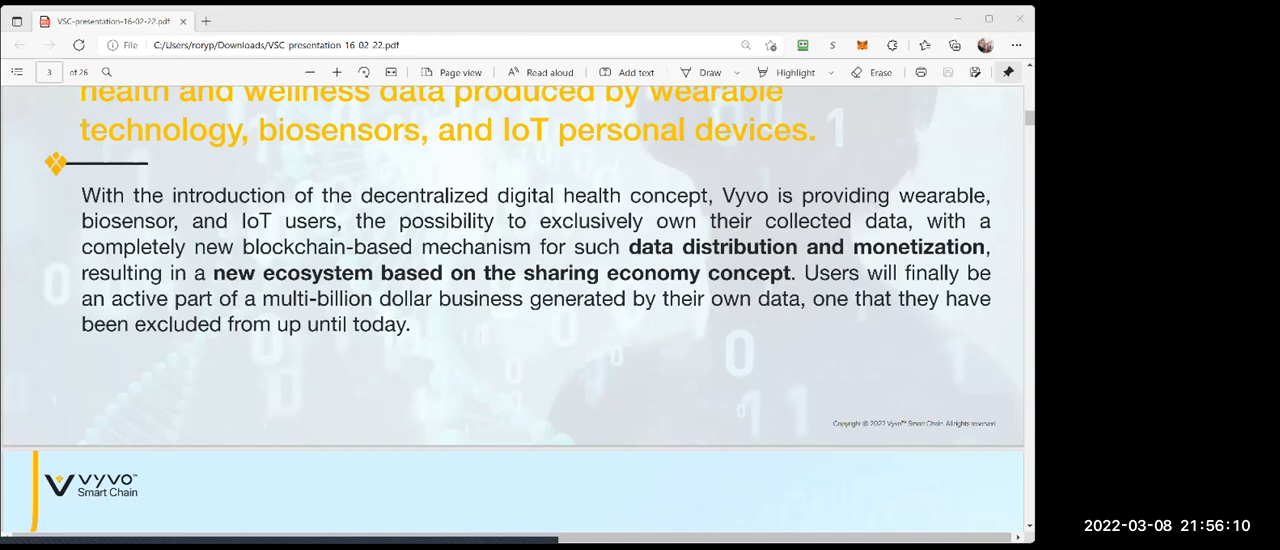 VSC-presentation-16-02-22.pdf
File C:/Users/roryp/Downloads/VSC presentation 16 02 22.pdf
3 of 26 Page view Read aloud Add text Draw Highlight Erase
health and wellness data produced by wearable
technology, biosensors, and IoT personal devices.
With the introduction of the decentralized digital health concept, Vyvo is providing wearable,
biosensor, and IoT users, the possibility to exclusively own their collected data, with a
completely new blockchain-based mechanism for such data distribution and monetization,
resulting in a new ecosystem based on the sharing economy concept. Users will finally be
an active part of a multi-billion dollar business generated by their own data, one that they have
been excluded from up until today.
Copyright @ 2022 Vyvo™ Smart Chain. All rights reserved.
vyvo™
Smart Chain
2022-03-08 21:56:10